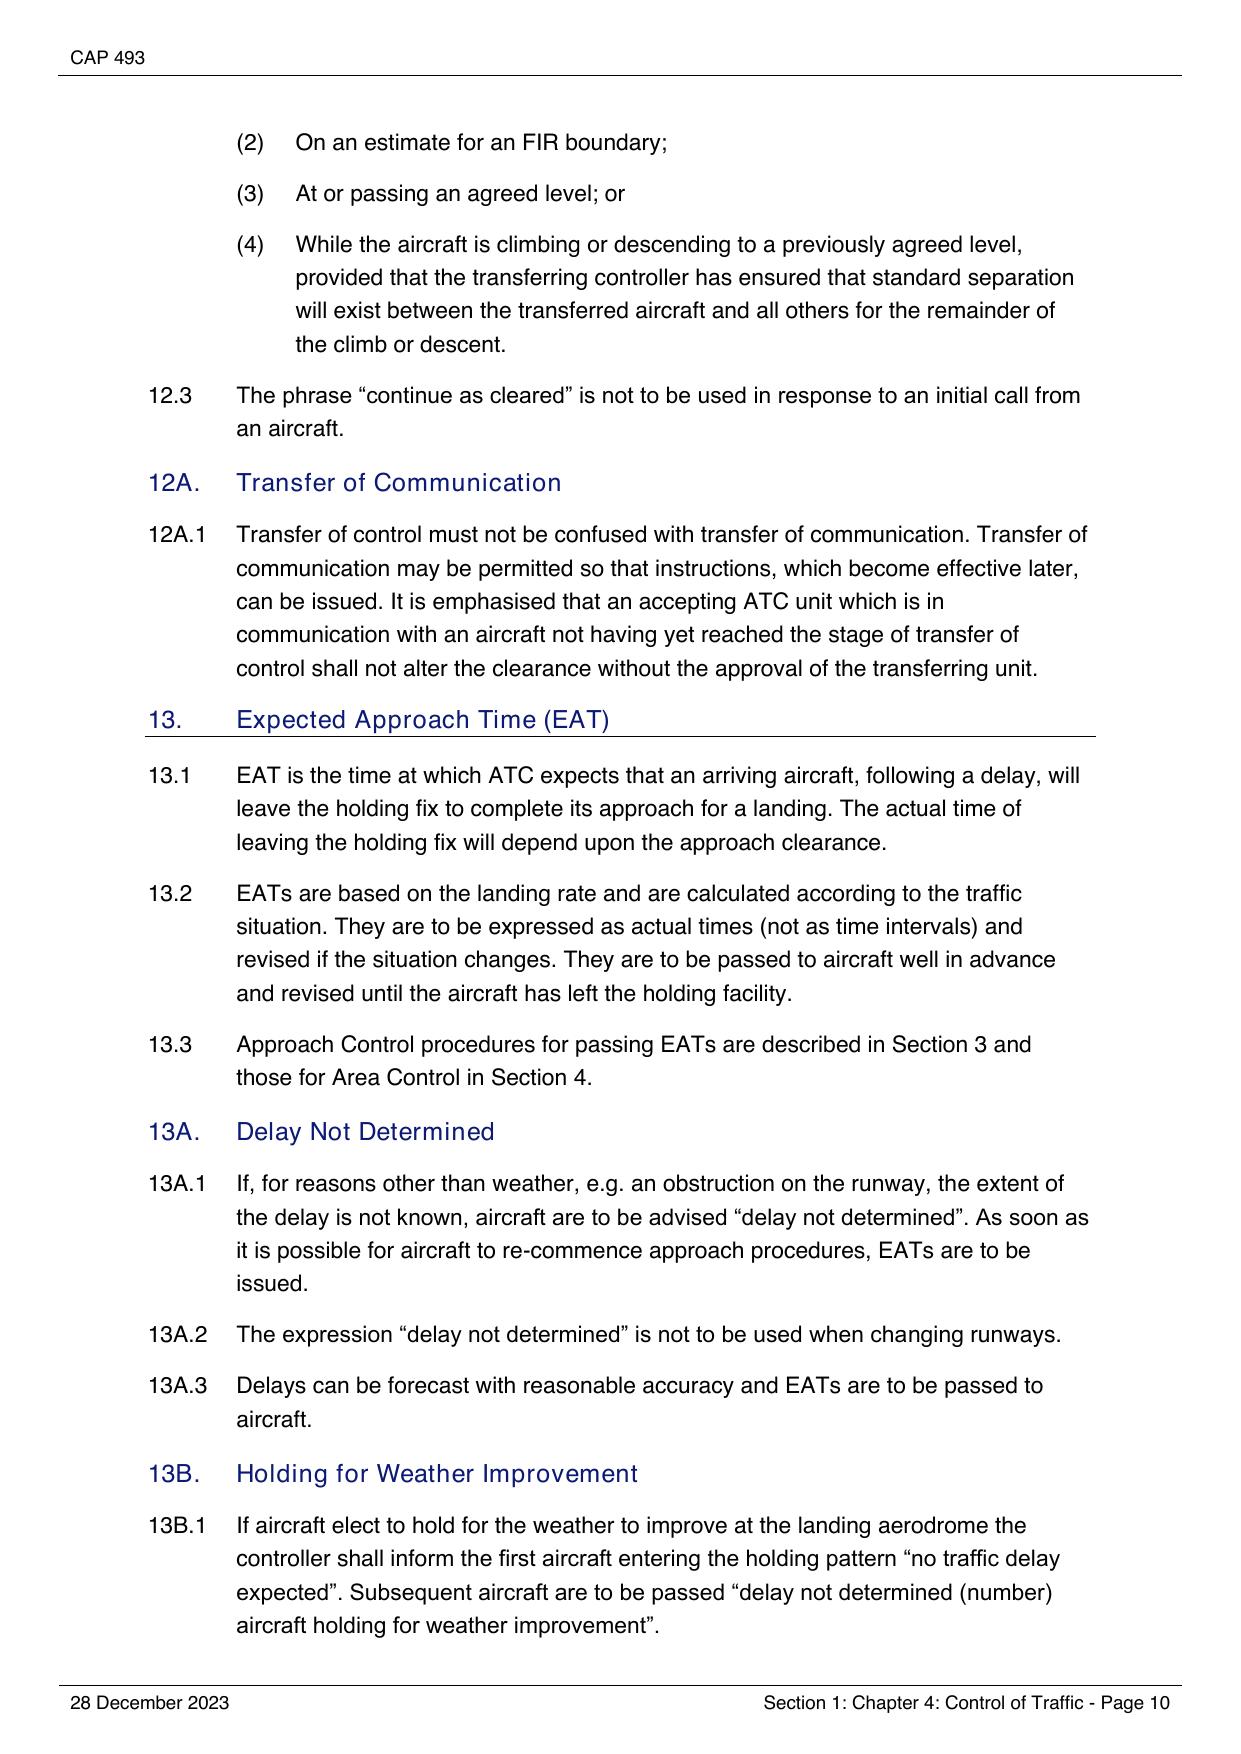 CAP 493
(2) On an estimate for an FIR boundary;
(3) At or passing an agreed level; or
(4) While the aircraft is climbing or descending to a previously agreed level,
provided that the transferring controller has ensured that standard separation
will exist between the transferred aircraft and all others for the remainder of
the climb or descent.
12.3 The phrase “continue as cleared” is not to be used in response to an initial call from
an aircraft.
12A. Transfer of Communication
12A.1 Transfer of control must not be confused with transfer of communication. Transfer of
communication may be permitted so that instructions, which become effective later,
can be issued. It is emphasised that an accepting ATC unit which is in
communication with an aircraft not having yet reached the stage of transfer of
control shall not alter the clearance without the approval of the transferring unit.
13. Expected Approach Time (EAT)
13.1 EAT is the time at which ATC expects that an arriving aircraft, following a delay, will
leave the holding fix to complete its approach for a landing. The actual time of
leaving the holding fix will depend upon the approach clearance.
13.2 EATs are based on the landing rate and are calculated according to the traffic
situation. They are to be expressed as actual times (not as time intervals) and
revised if the situation changes. They are to be passed to aircraft well in advance
and revised until the aircraft has left the holding facility.
13.3 Approach Control procedures for passing EATs are described in Section 3 and
those for Area Control in Section 4.
13A. Delay Not Determined
13A.1 If, for reasons other than weather, e.g. an obstruction on the runway, the extent of
the delay is not known, aircraft are to be advised “delay not determined”. As soon as
it is possible for aircraft to re-commence approach procedures, EATs are to be
issued.
13A.2 The expression “delay not determined” is not to be used when changing runways.
13A.3 Delays can be forecast with reasonable accuracy and EATs are to be passed to
aircraft.
13B. Holding for Weather Improvement
13B.1 If aircraft elect to hold for the weather to improve at the landing aerodrome the
controller shall inform the first aircraft entering the holding pattern “no traffic delay
expected”. Subsequent aircraft are to be passed “delay not determined (number)
aircraft holding for weather improvement”.
28 December 2023 Section 1: Chapter 4: Control of Traffic - Page 10